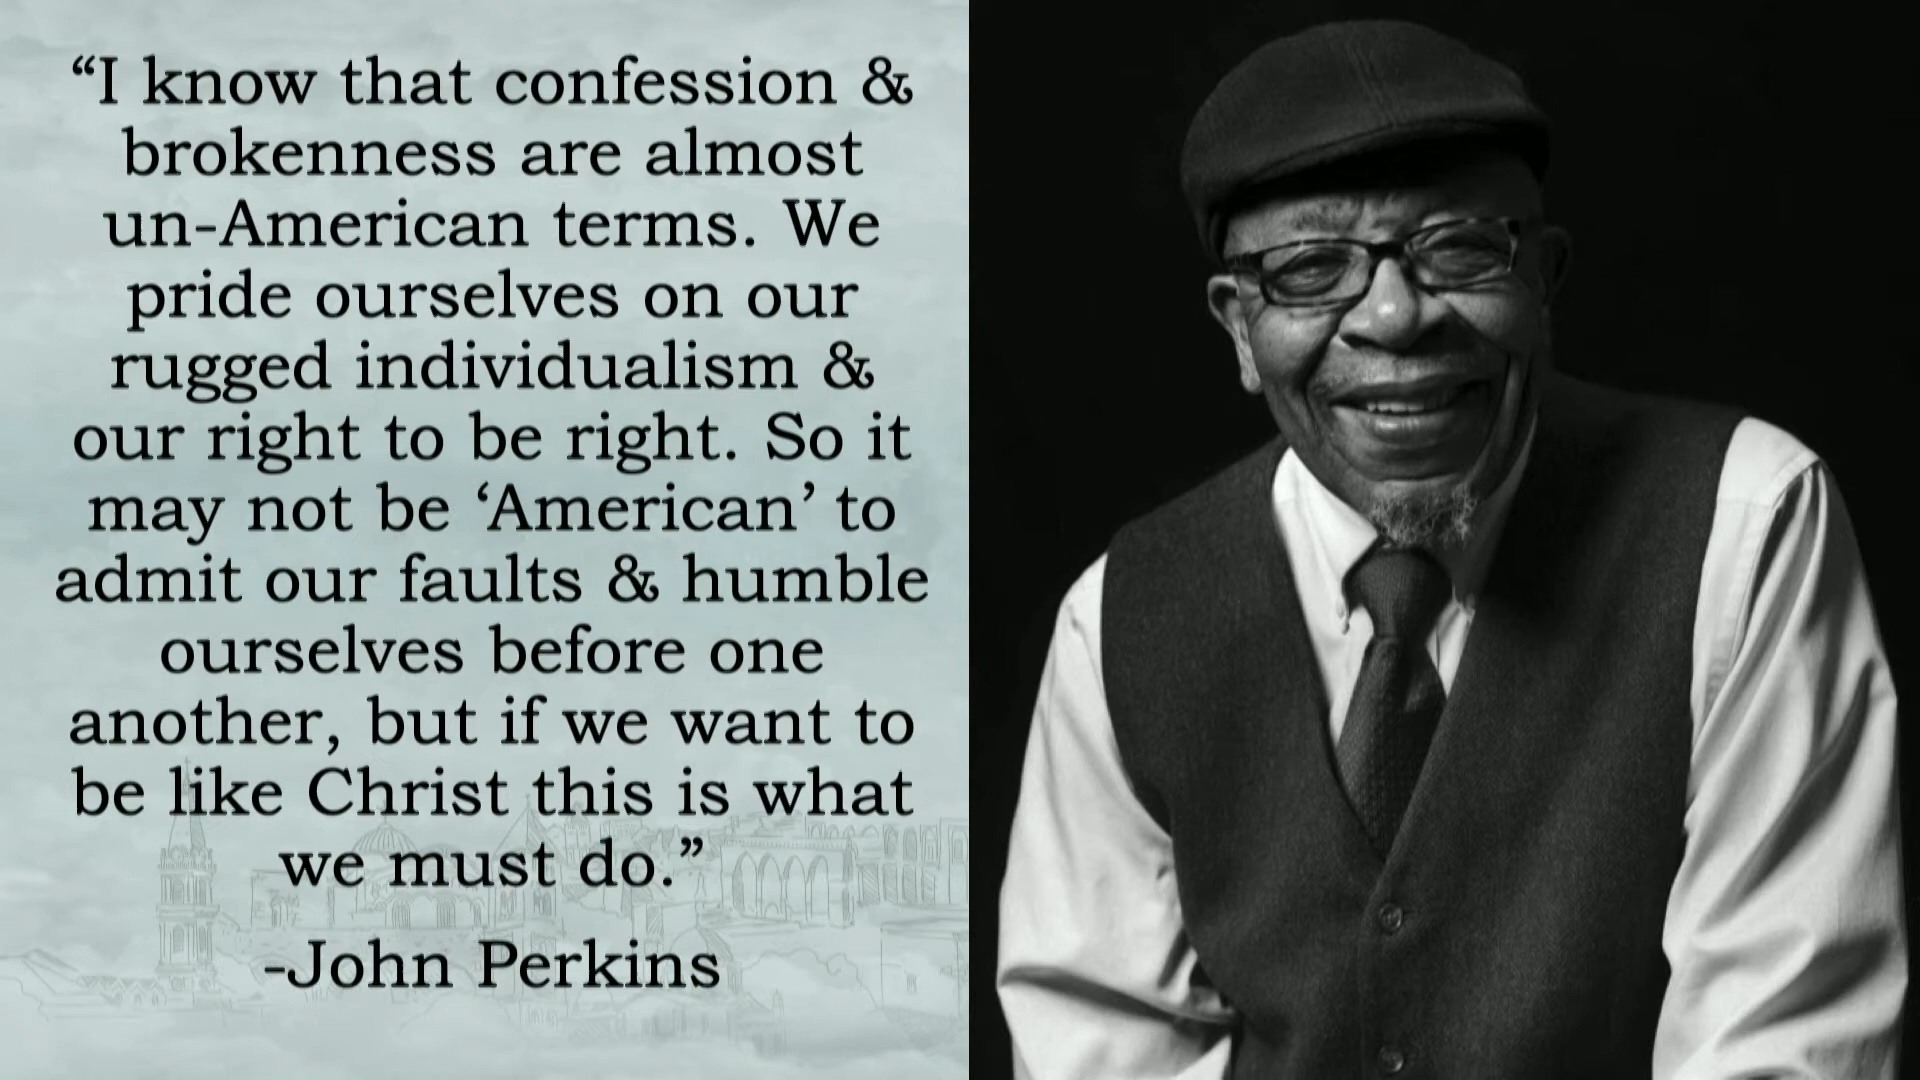 “I know that confession &
brokenness are almost
un-American terms. We
pride ourselves on our
rugged individualism &
our right to be right. So it
may not be ‘American’ to
admit our faults & humble
ourselves before one
another, but if we want to
be like Christ this is what
we must do.”
-John Perkins